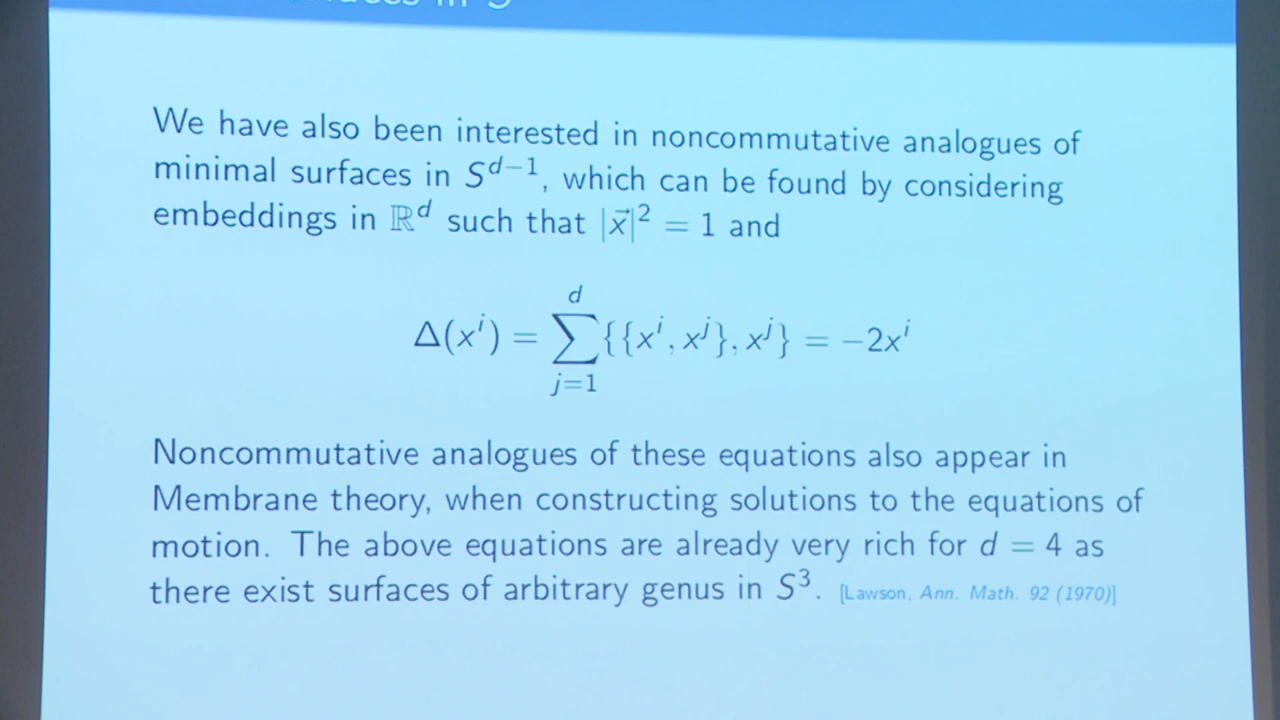 in S
We have also been interested in noncommutative analogues of
minimal surfaces in S^{d−1}, which can be found by considering
embeddings in ℝ^d such that |x⃗|² = 1 and
Δ(x^i) = ∑_{j=1}^{d} {{x^i, x^j}, x^j} = −2x^i
Noncommutative analogues of these equations also appear in
Membrane theory, when constructing solutions to the equations of
motion. The above equations are already very rich for d = 4 as
there exist surfaces of arbitrary genus in S³. [Lawson, Ann. Math. 92 (1970)]